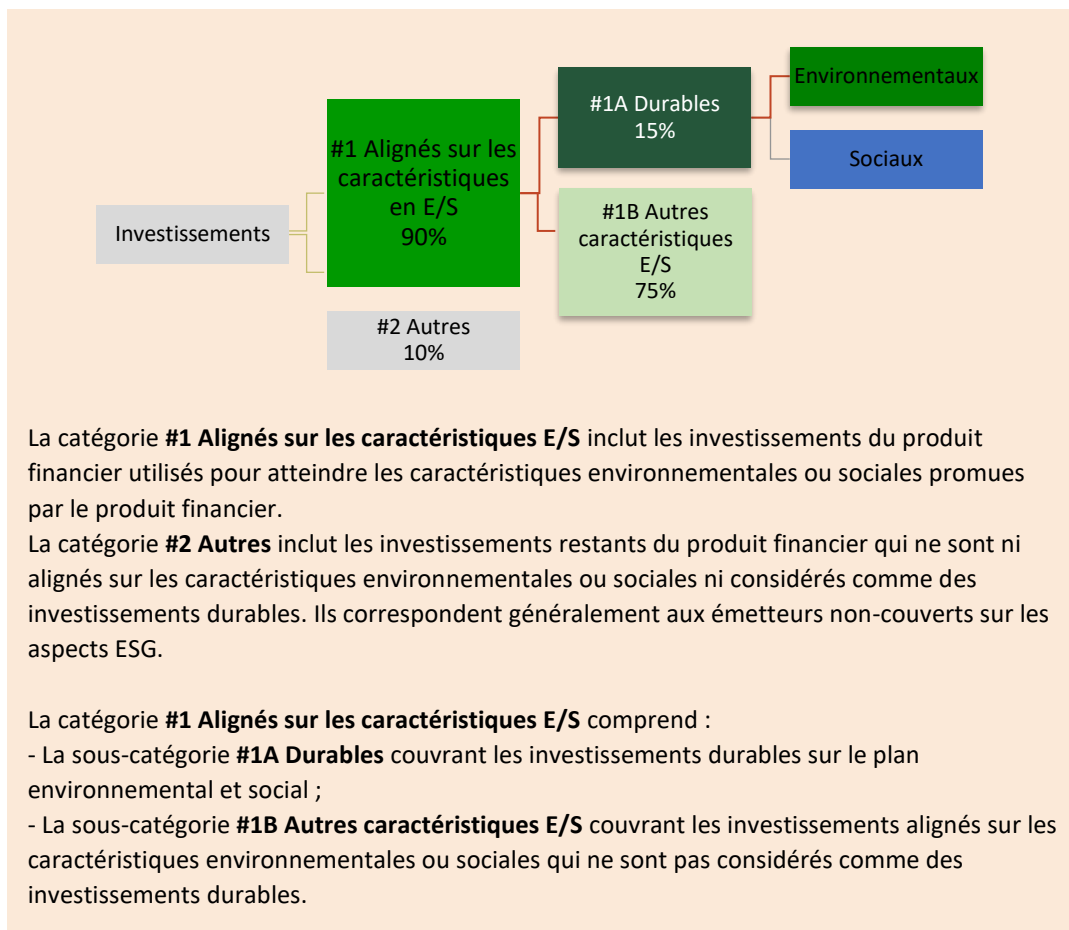 Investissements
#1 Alignés sur les
caractéristiques
en E/S
90%
#2 Autres
10%
#1A Durables
15%
#1B Autres
caractéristiques
E/S
75%
Environnementaux
Sociaux
La catégorie #1 Alignés sur les caractéristiques E/S inclut les investissements du produit
financier utilisés pour atteindre les caractéristiques environnementales ou sociales promues
par le produit financier.
La catégorie #2 Autres inclut les investissements restants du produit financier qui ne sont ni
alignés sur les caractéristiques environnementales ou sociales ni considérés comme des
investissements durables. Ils correspondent généralement aux émetteurs non-couverts sur les
aspects ESG.
La catégorie #1 Alignés sur les caractéristiques E/S comprend :
- La sous-catégorie #1A Durables couvrant les investissements durables sur le plan
environnemental et social ;
- La sous-catégorie #1B Autres caractéristiques E/S couvrant les investissements alignés sur les
caractéristiques environnementales ou sociales qui ne sont pas considérés comme des
investissements durables.